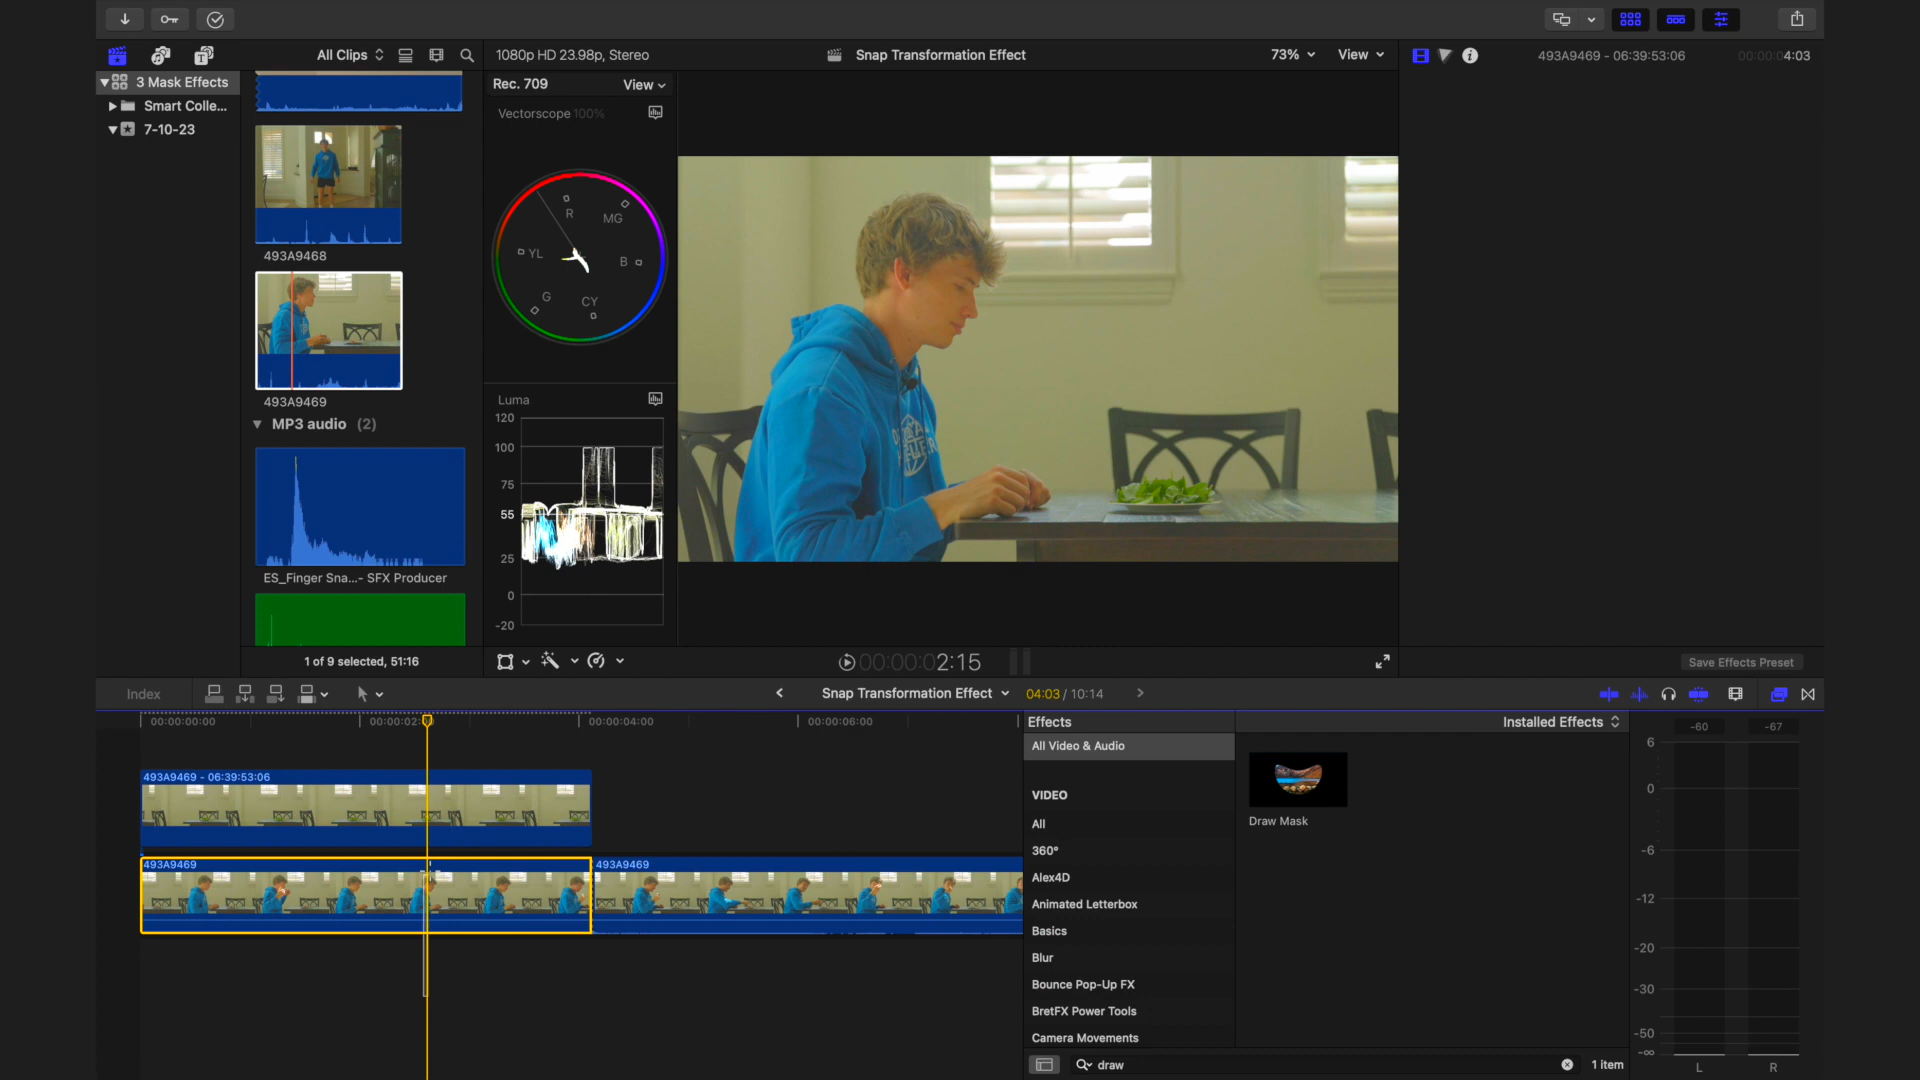 All Clips
1080p HD 23.98p, Stereo
Snap Transformation Effect
73%
View
493A9469 - 06:39:53:06
00:00:04:03
3 Mask Effects
Smart Colle...
7-10-23
493A9468
493A9469
MP3 audio (2)
ES_Finger Sna...- SFX Producer
1 of 9 selected, 51:16
Rec. 709
View
Vectorscope 100%
R
MG
YL
B
G
CY
Luma
120
100
75
55
25
0
-20
00:00:02:15
Save Effects Preset
Index
Snap Transformation Effect
04:03 / 10:14
00:00:00:00
00:00:02:
00:00:04:00
00:00:06:00
493A9469 - 06:39:53:06
493A9469
493A9469
Effects
Installed Effects
All Video & Audio
VIDEO
All
360°
Alex4D
Animated Letterbox
Basics
Blur
Bounce Pop-Up FX
BretFX Power Tools
Camera Movements
Draw Mask
draw
1 item
-60
-67
6
0
-6
-12
-20
-30
-50
-∞
L
R